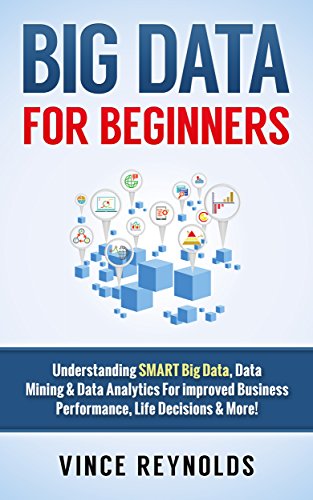 BIG DATA
FOR BEGINNERS
Understanding SMART Big Data, Data
Mining & Data Analytics For improved Business
Performance, Life Decisions & More!
VINCE REYNOLDS